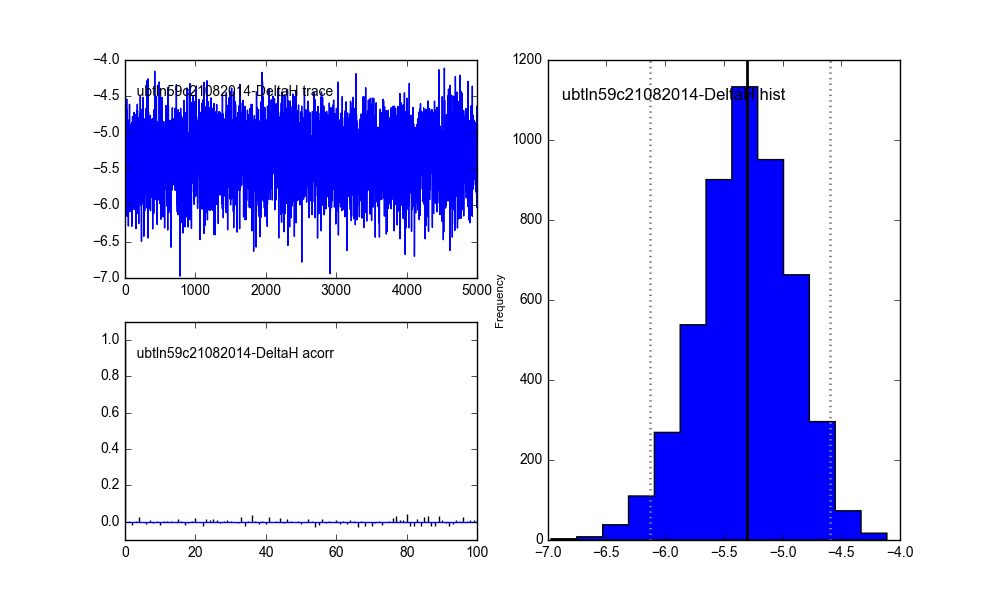 −4.0
−4.5
−5.0
−5.5
−6.0
−6.5
−7.0
ubtln59c21082014-DeltaH trace
0 1000 2000 3000 4000 5000
1.0
0.8
0.6
0.4
0.2
0.0
ubtln59c21082014-DeltaH acorr
0 20 40 60 80 100
Frequency
1200
1000
800
600
400
200
0
ubtln59c21082014-DeltaH hist
−7.0 −6.5 −6.0 −5.5 −5.0 −4.5 −4.0